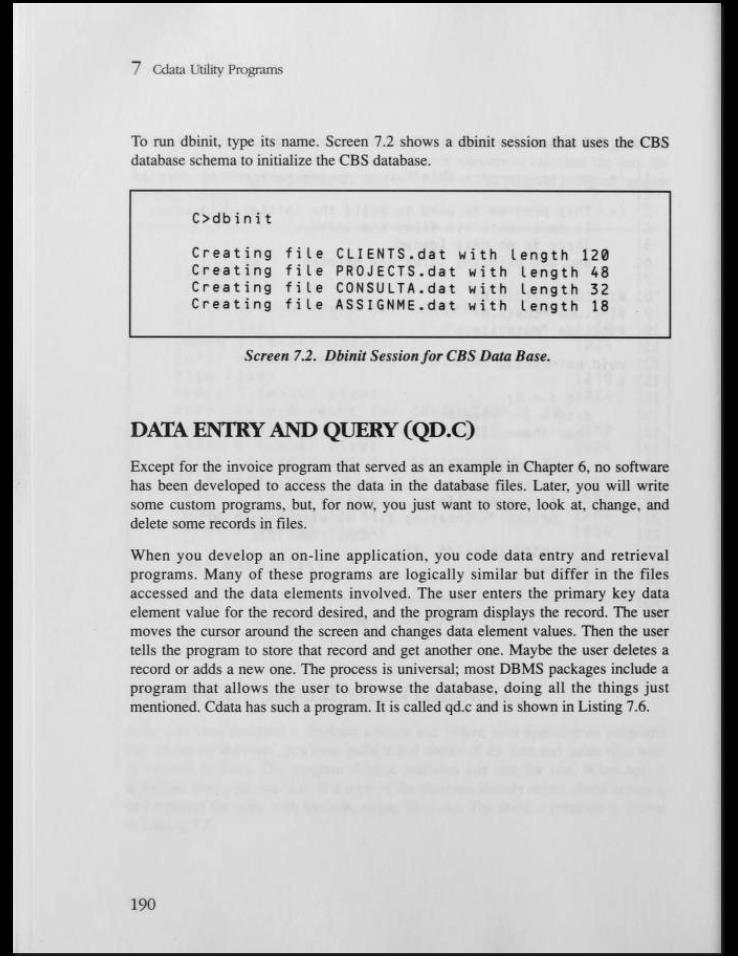 7 Cdata Utility Programs
To run dbinit, type its name. Screen 7.2 shows a dbinit session that uses the CBS
database schema to initialize the CBS database.
C>dbinit
Creating file CLIENTS.dat with length 120
Creating file PROJECTS.dat with length 48
Creating file CONSULTA.dat with length 32
Creating file ASSIGNME.dat with length 18
Screen 7.2. Dbinit Session for CBS Data Base.
DATA ENTRY AND QUERY (QD.C)
Except for the invoice program that served as an example in Chapter 6, no software
has been developed to access the data in the database files. Later, you will write
some custom programs, but, for now, you just want to store, look at, change, and
delete some records in files.
When you develop an on-line application, you code data entry and retrieval
programs. Many of these programs are logically similar but differ in the files
accessed and the data elements involved. The user enters the primary key data
element value for the record desired, and the program displays the record. The user
moves the cursor around the screen and changes data element values. Then the user
tells the program to store that record and get another one. Maybe the user deletes a
record or adds a new one. The process is universal; most DBMS packages include a
program that allows the user to browse the database, doing all the things just
mentioned. Cdata has such a program. It is called qd.c and is shown in Listing 7.6.
190